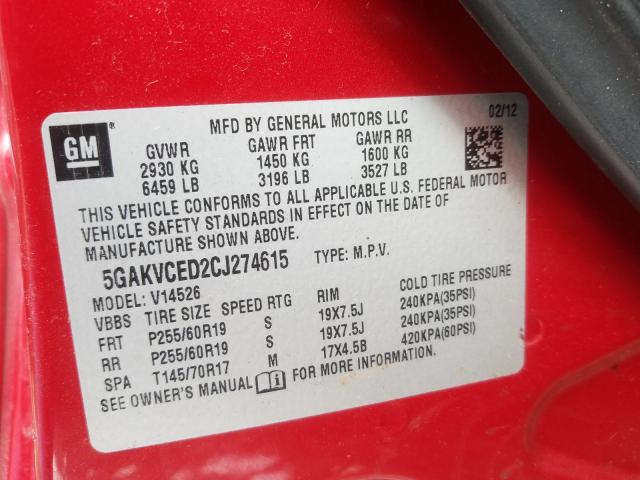 MFD BY GENERAL MOTORS LLC 02/12
GM ®
GVWR GAWR FRT GAWR RR
2930 KG 1450 KG 1600 KG
6459 LB 3196 LB 3527 LB
THIS VEHICLE CONFORMS TO ALL APPLICABLE U.S. FEDERAL MOTOR
VEHICLE SAFETY STANDARDS IN EFFECT ON THE DATE OF
MANUFACTURE SHOWN ABOVE.
5GAKVCED2CJ274615 TYPE: M.P.V.
MODEL: V14526
VBBS TIRE SIZE SPEED RTG RIM COLD TIRE PRESSURE
FRT P255/60R19 S 19X7.5J 240KPA(35PSI)
RR P255/60R19 S 19X7.5J 240KPA(35PSI)
SPA T145/70R17 M 17X4.5B 420KPA(60PSI)
SEE OWNER'S MANUAL FOR MORE INFORMATION.